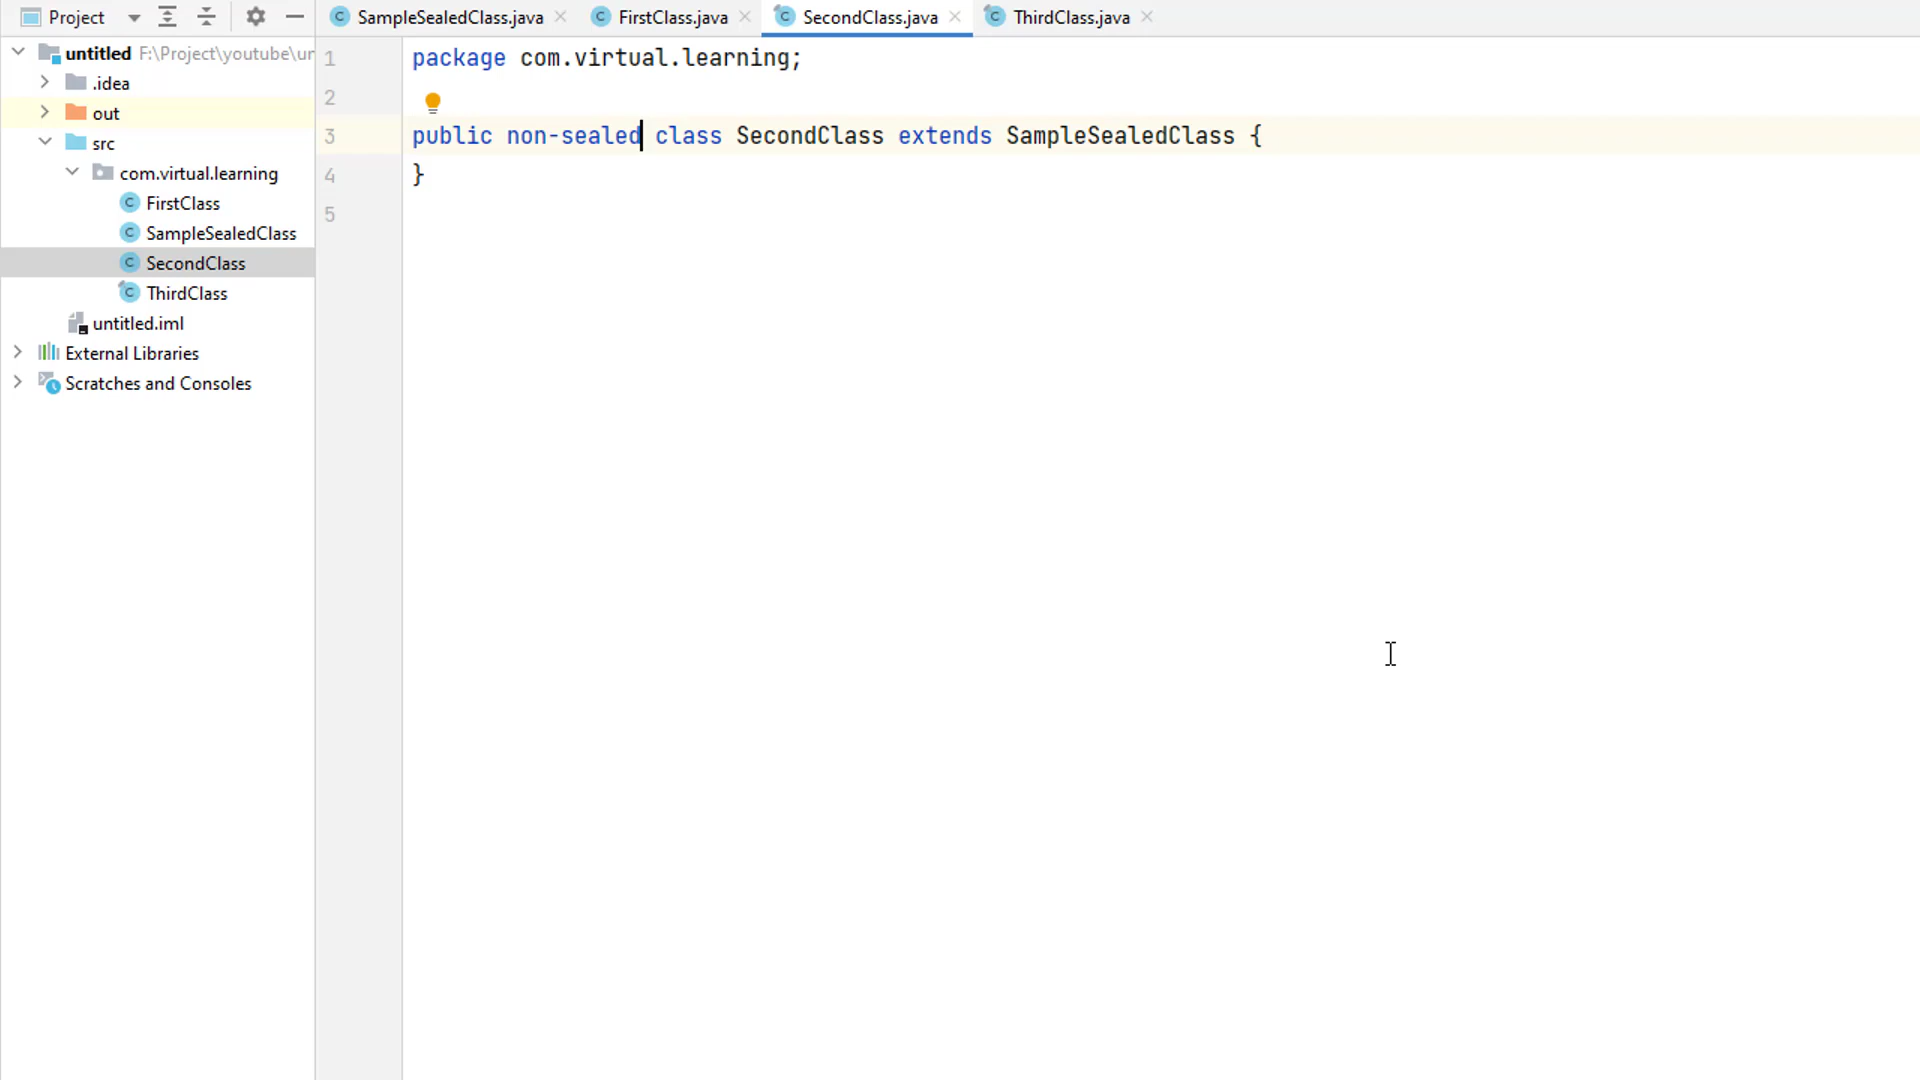 Project
SampleSealedClass.java
FirstClass.java
SecondClass.java
ThirdClass.java
untitled F:\Project\youtube\un
.idea
out
src
com.virtual.learning
C FirstClass
C SampleSealedClass
C SecondClass
C ThirdClass
untitled.iml
External Libraries
Scratches and Consoles
1 package com.virtual.learning;
2
3 public non-sealed class SecondClass extends SampleSealedClass {
4 }
5